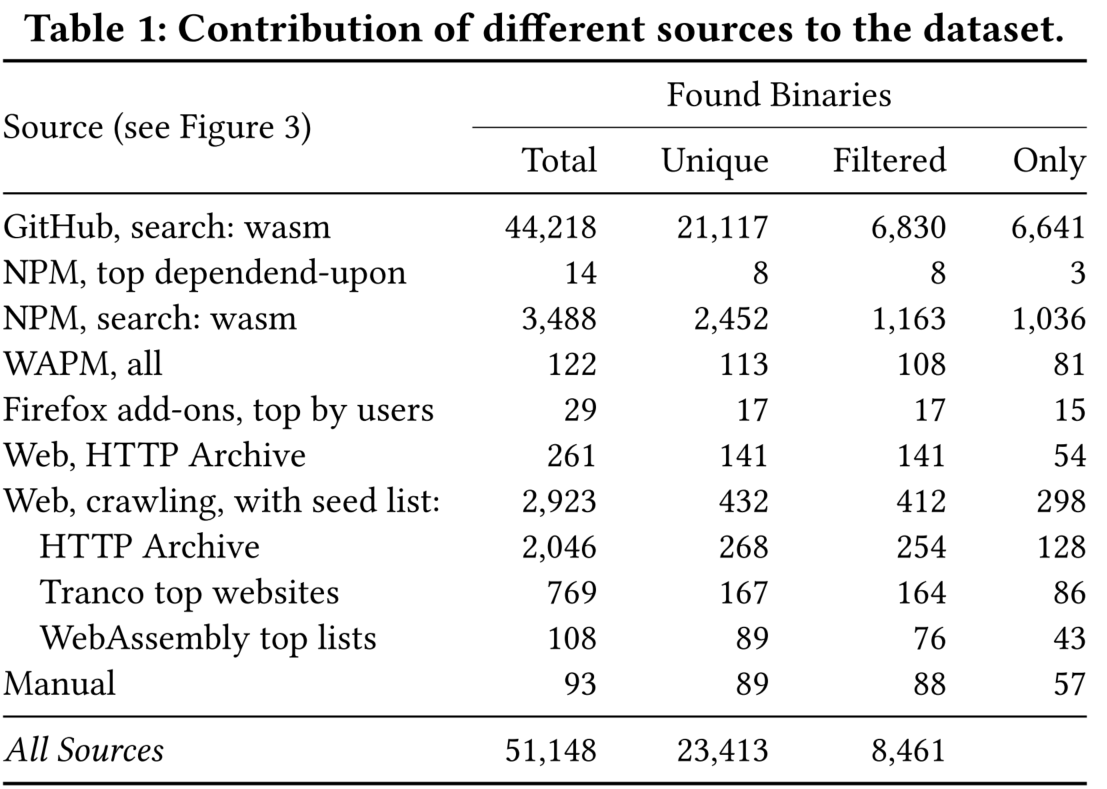 Table 1: Contribution of different sources to the dataset.
Source (see Figure 3) Found Binaries
Total Unique Filtered Only
GitHub, search: wasm 44,218 21,117 6,830 6,641
NPM, top dependend-upon 14 8 8 3
NPM, search: wasm 3,488 2,452 1,163 1,036
WAPM, all 122 113 108 81
Firefox add-ons, top by users 29 17 17 15
Web, HTTP Archive 261 141 141 54
Web, crawling, with seed list: 2,923 432 412 298
HTTP Archive 2,046 268 254 128
Tranco top websites 769 167 164 86
WebAssembly top lists 108 89 76 43
Manual 93 89 88 57
All Sources 51,148 23,413 8,461